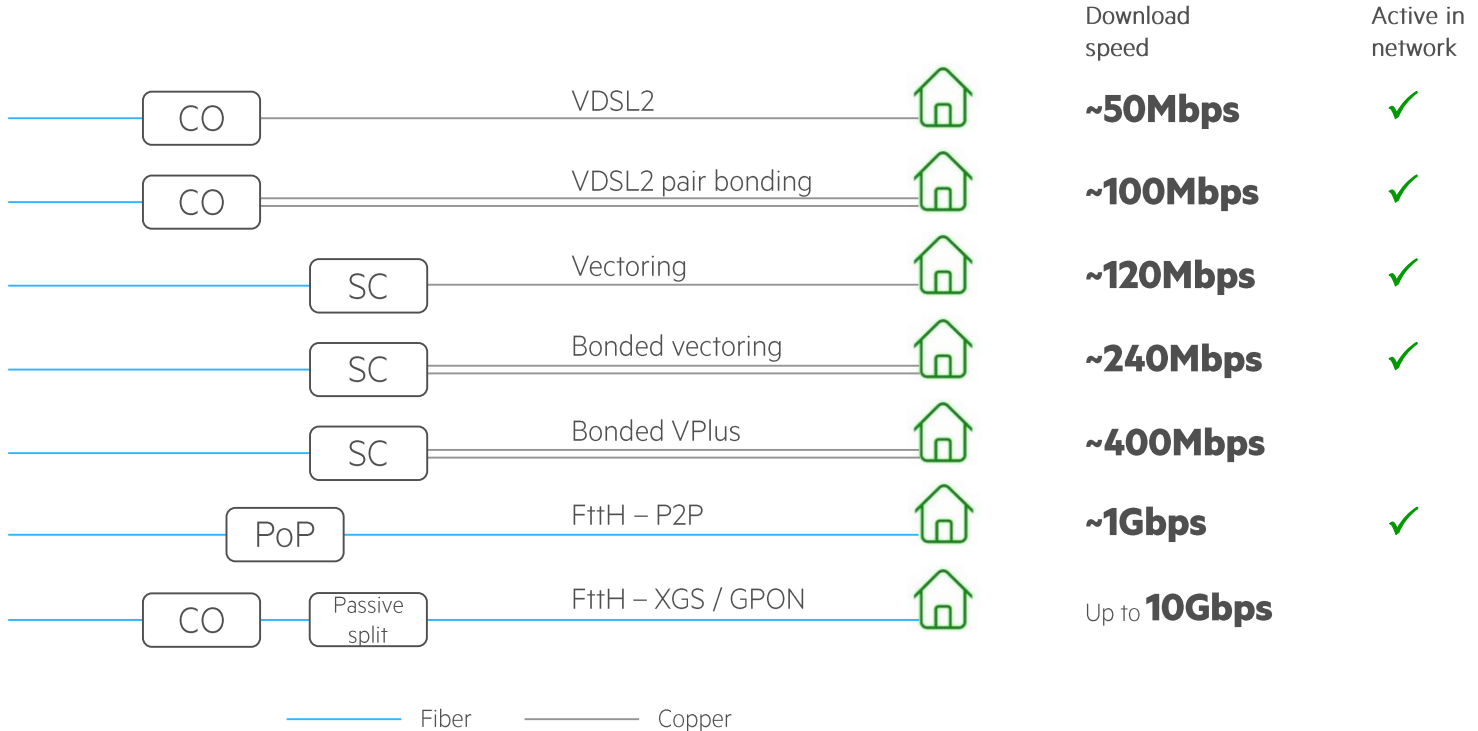 Download
speed
Active in
network
CO
VDSL2
~50Mbps
✓
CO
VDSL2 pair bonding
~100Mbps
✓
SC
Vectoring
~120Mbps
✓
SC
Bonded vectoring
~240Mbps
✓
SC
Bonded VPlus
~400Mbps
PoP
FttH – P2P
~1Gbps
✓
CO
Passive
split
FttH – XGS / GPON
Up to 10Gbps
Fiber
Copper